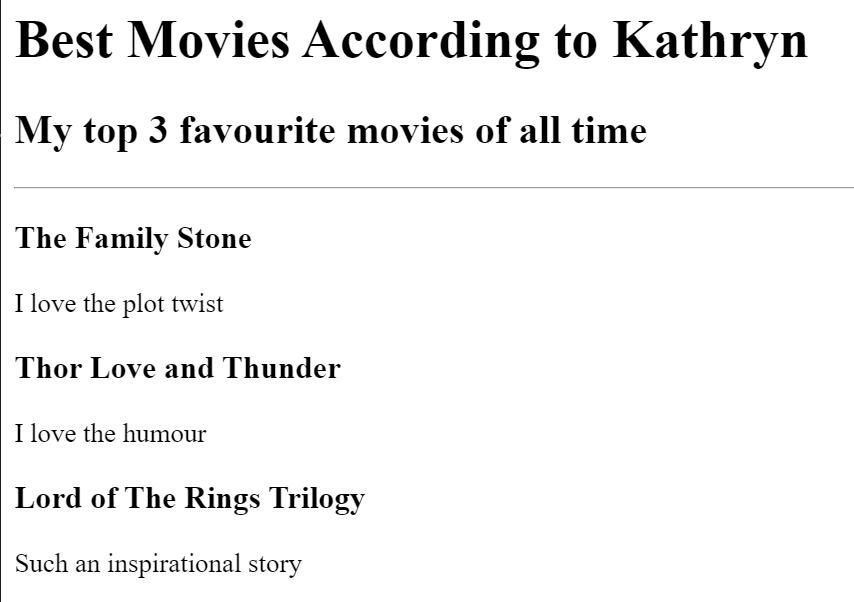 Best Movies According to Kathryn
My top 3 favourite movies of all time
The Family Stone
I love the plot twist
Thor Love and Thunder
I love the humour
Lord of The Rings Trilogy
Such an inspirational story